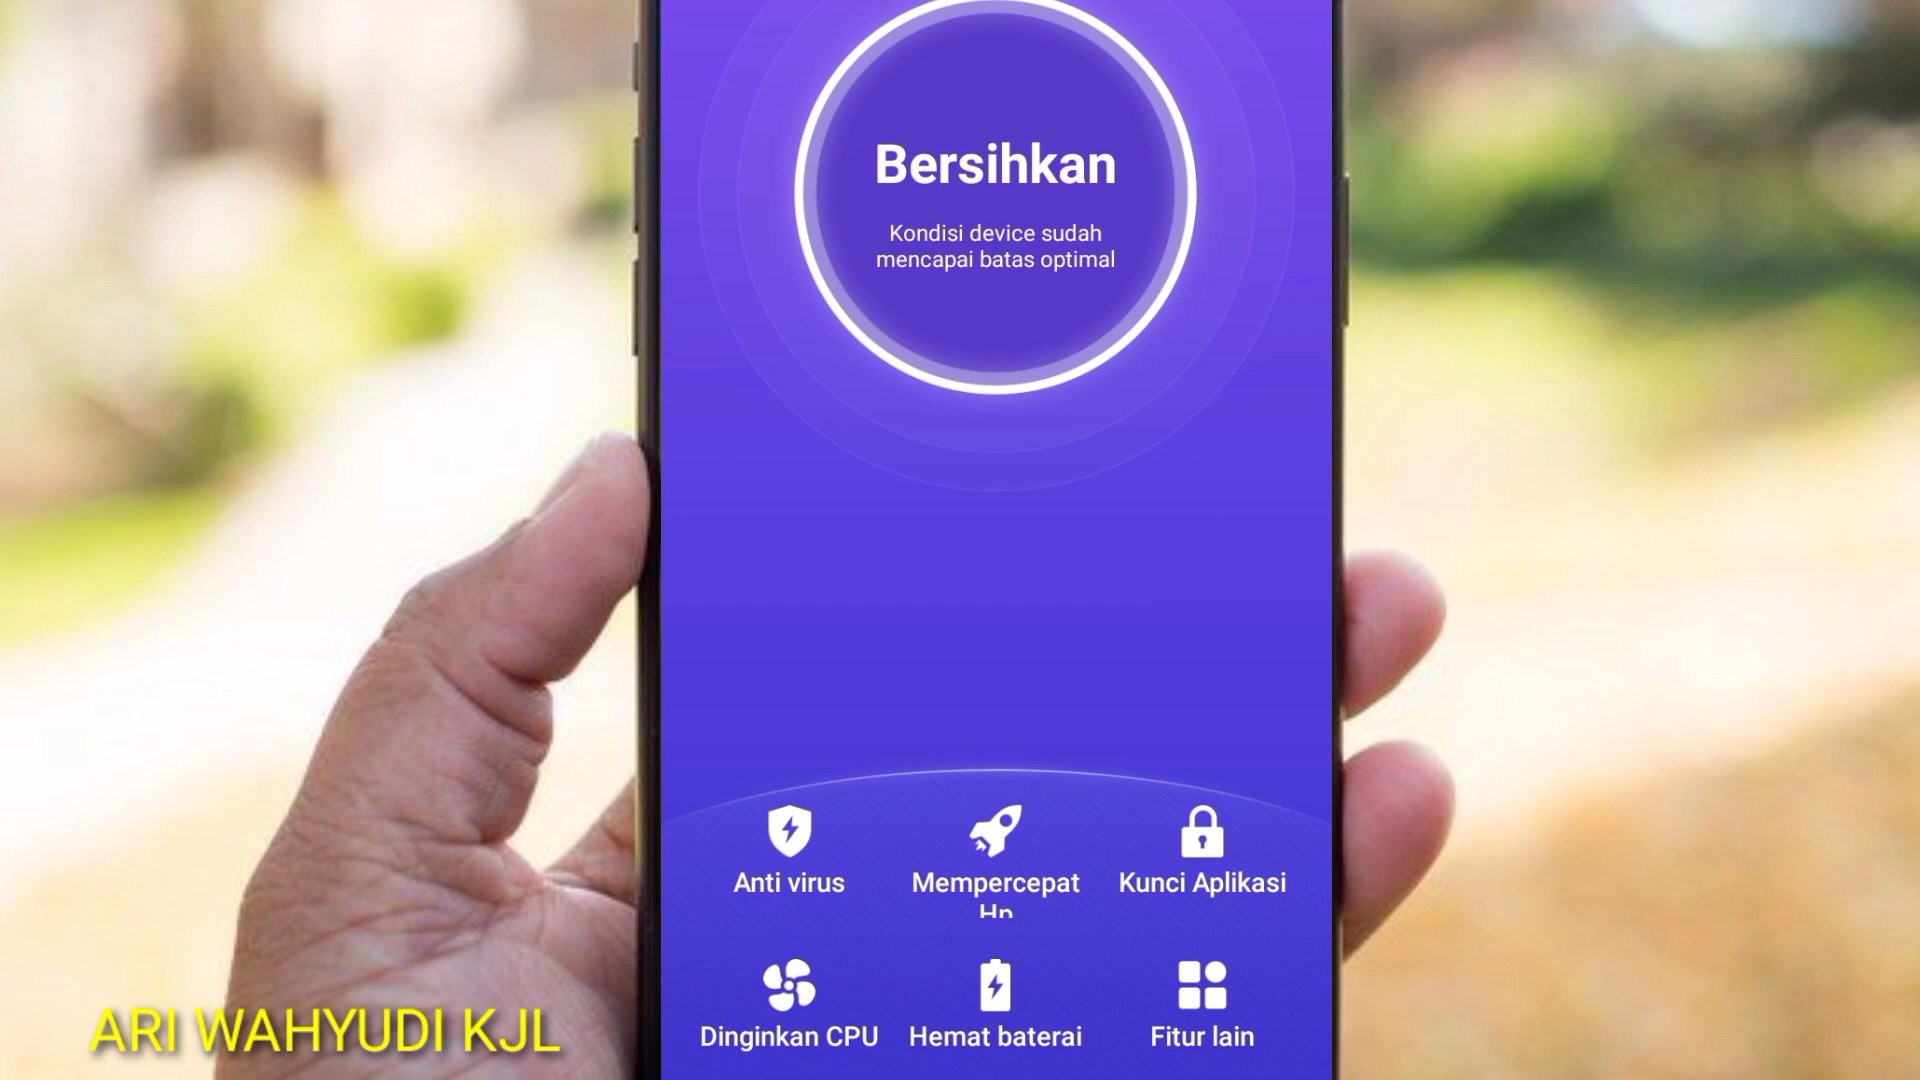 Bersihkan
Kondisi device sudah
mencapai batas optimal
Anti virus
Mempercepat
Hp
Kunci Aplikasi
Dinginkan CPU
Hemat baterai
Fitur lain
ARI WAHYUDI KJL